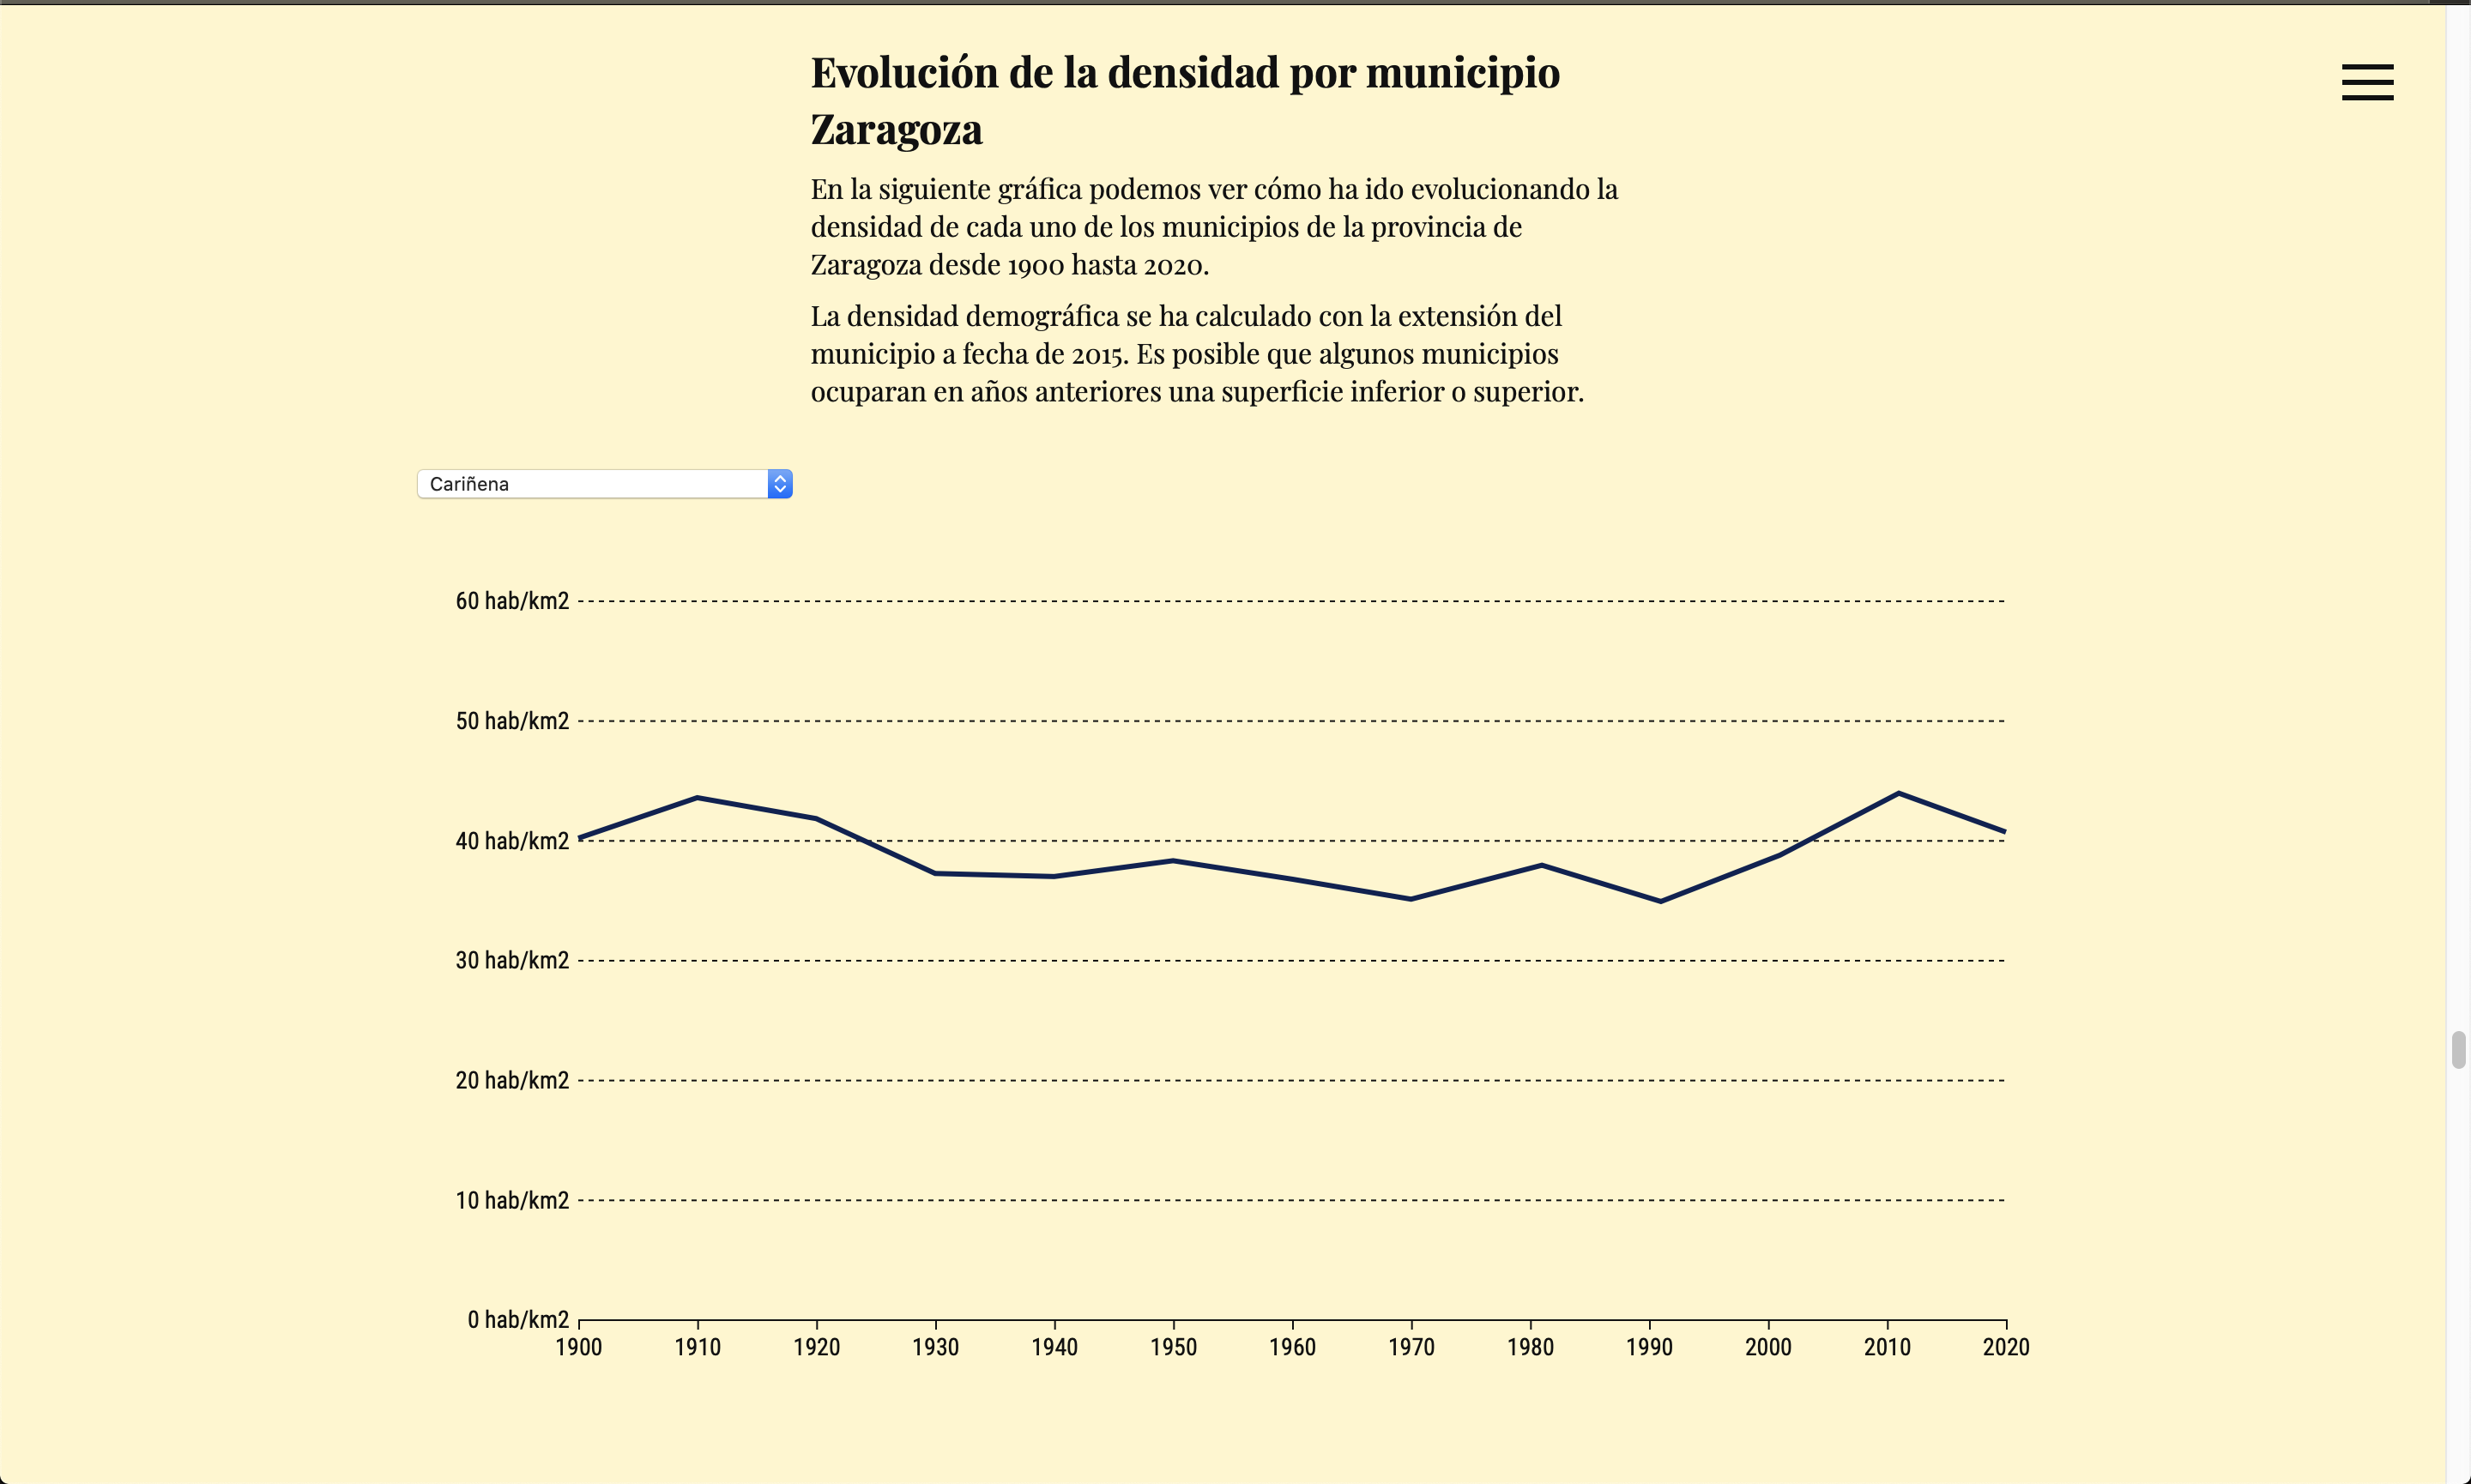 Evolución de la densidad por municipio
Zaragoza
En la siguiente gráfica podemos ver cómo ha ido evolucionando la
densidad de cada uno de los municipios de la provincia de
Zaragoza desde 1900 hasta 2020.
La densidad demográfica se ha calculado con la extensión del
municipio a fecha de 2015. Es posible que algunos municipios
ocuparan en años anteriores una superficie inferior o superior.
Cariñena
60 hab/km2
50 hab/km2
40 hab/km2
30 hab/km2
20 hab/km2
10 hab/km2
0 hab/km2
1900 1910 1920 1930 1940 1950 1960 1970 1980 1990 2000 2010 2020